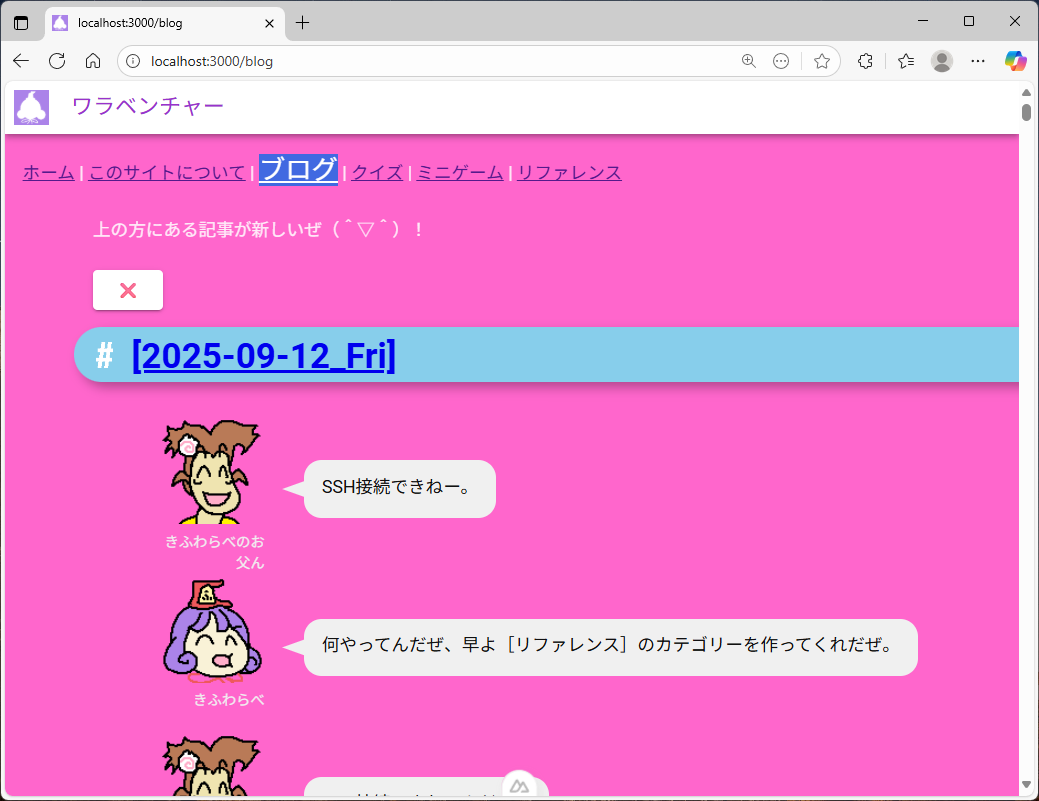 localhost:3000/blog
localhost:3000/blog
ワラベンチャー
ホーム | このサイトについて | ブログ | クイズ | ミニゲーム | リファレンス
上の方にある記事が新しいぜ（＾▽＾）！
# [2025-09-12_Fri]
SSH接続できねー。
きふわらべのお
父ん
何やってんだぜ、早よ［リファレンス］のカテゴリーを作ってくれだぜ。
きふわらべ